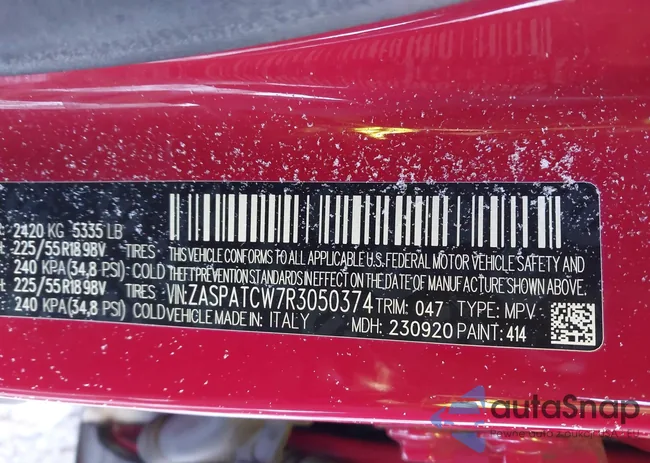 2420 KG 5335 LB
225/55R18 98V TIRES
240 KPA(34,8 PSI) COLD
225/55R18 98V TIRES
240 KPA(34,8 PSI) COLD
THIS VEHICLE CONFORMS TO ALL APPLICABLE U.S. FEDERAL MOTOR VEHICLE SAFETY AND
THEFT PREVENTION STANDARDS IN EFFECT ON THE DATE OF MANUFACTURE SHOWN ABOVE.
VIN:ZASPATCW7R3050374 TRIM: 047 TYPE: MPV
VEHICLE MADE IN: ITALY MDH: 230920 PAINT: 414
autaSnap